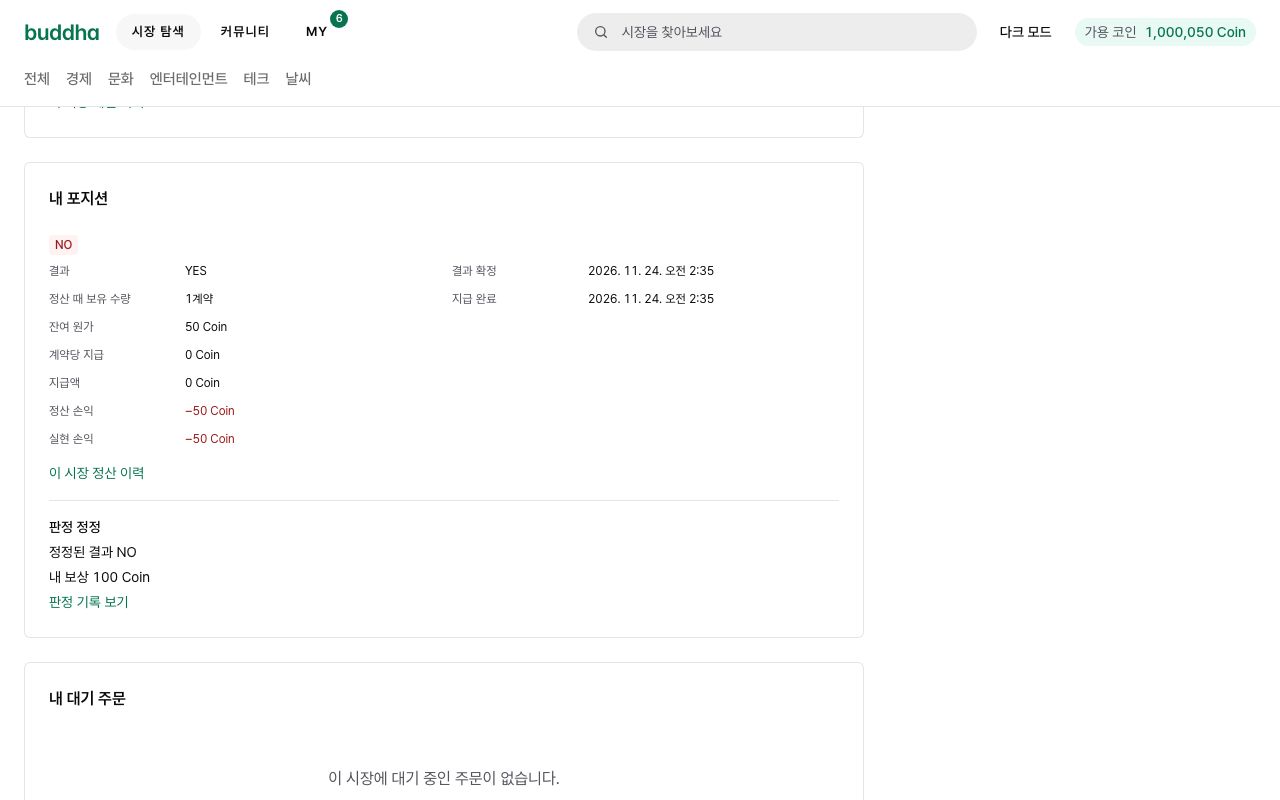 buddha
시장 탐색
커뮤니티
MY
6
시장을 찾아보세요
다크 모드
가용 코인 1,000,050 Coin
전체 경제 문화 엔터테인먼트 테크 날씨
내 포지션
NO
결과 YES 결과 확정 2026. 11. 24. 오전 2:35
정산 때 보유 수량 1계약 지급 완료 2026. 11. 24. 오전 2:35
잔여 원가 50 Coin
계약당 지급 0 Coin
지급액 0 Coin
정산 손익 −50 Coin
실현 손익 −50 Coin
이 시장 정산 이력
판정 정정
정정된 결과 NO
내 보상 100 Coin
판정 기록 보기
내 대기 주문
이 시장에 대기 중인 주문이 없습니다.